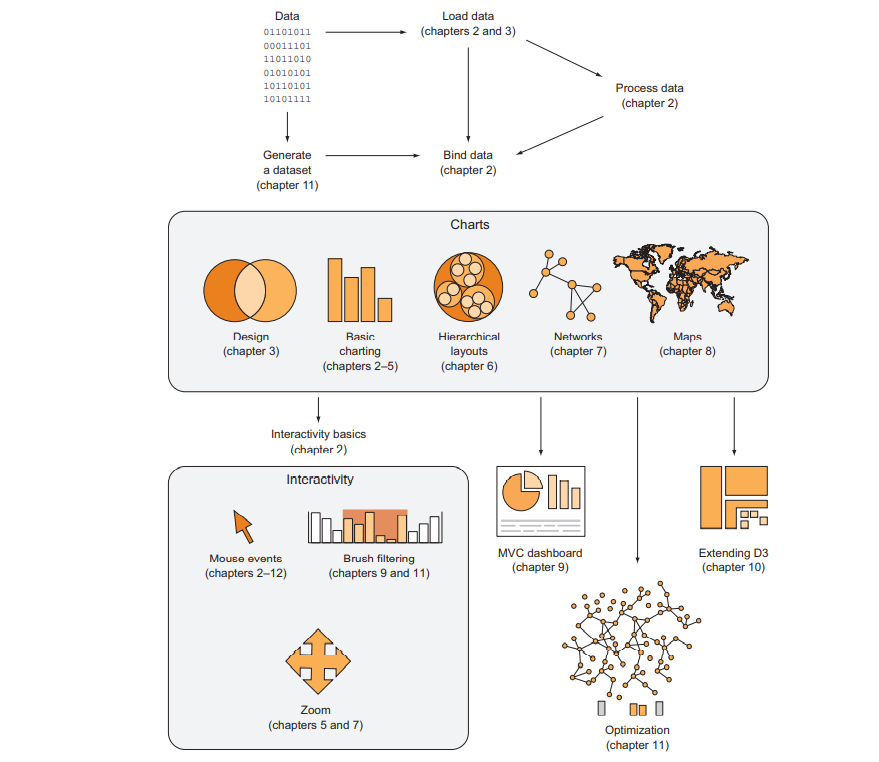 Data
01101011
00011101
11011010
01010101
10110101
10101111
Load data
(chapters 2 and 3)
Process data
(chapter 2)
Generate
a dataset
(chapter 11)
Bind data
(chapter 2)
Charts
Design
(chapter 3)
Basic
charting
(chapters 2–5)
Hierarchical
layouts
(chapter 6)
Networks
(chapter 7)
Maps
(chapter 8)
Interactivity basics
(chapter 2)
Interactivity
Mouse events
(chapters 2–12)
Brush filtering
(chapters 9 and 11)
Zoom
(chapters 5 and 7)
MVC dashboard
(chapter 9)
Extending D3
(chapter 10)
Optimization
(chapter 11)